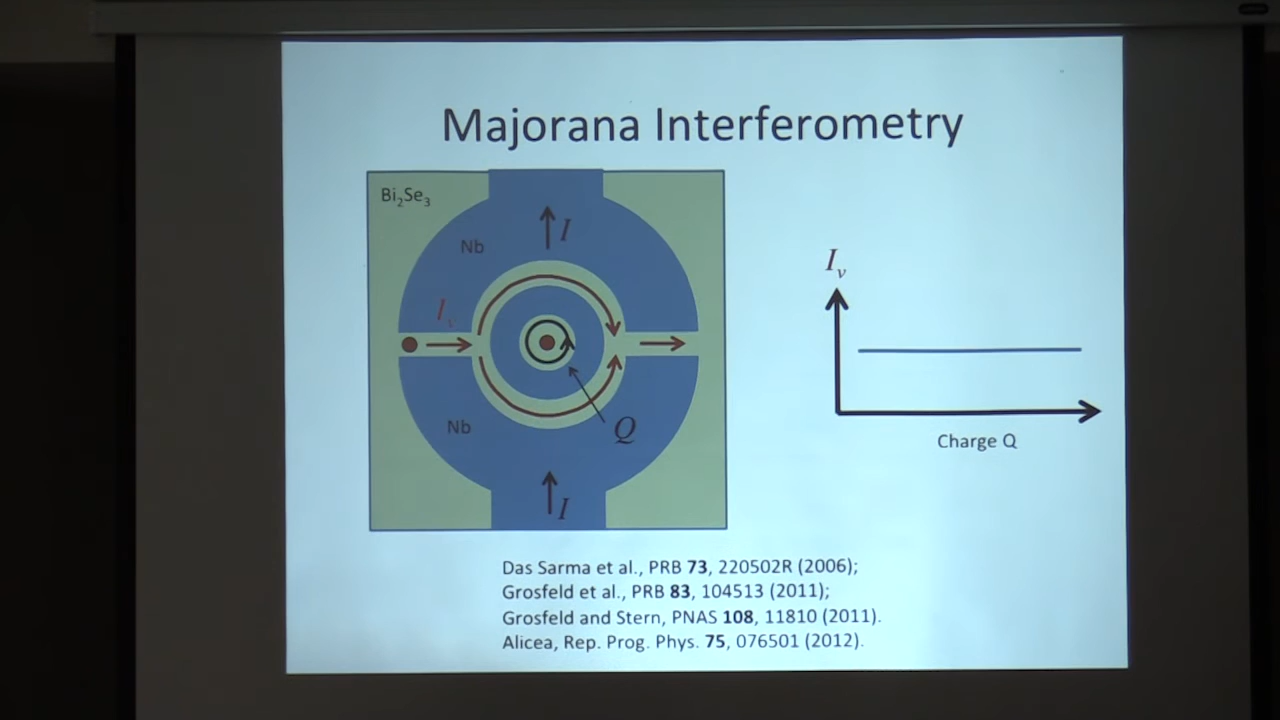 Majorana Interferometry
Bi₂Se₃
Nb
I
Iᵥ
Nb
Q
I
Iᵥ
Charge Q
Das Sarma et al., PRB 73, 220502R (2006);
Grosfeld et al., PRB 83, 104513 (2011);
Grosfeld and Stern, PNAS 108, 11810 (2011).
Alicea, Rep. Prog. Phys. 75, 076501 (2012).